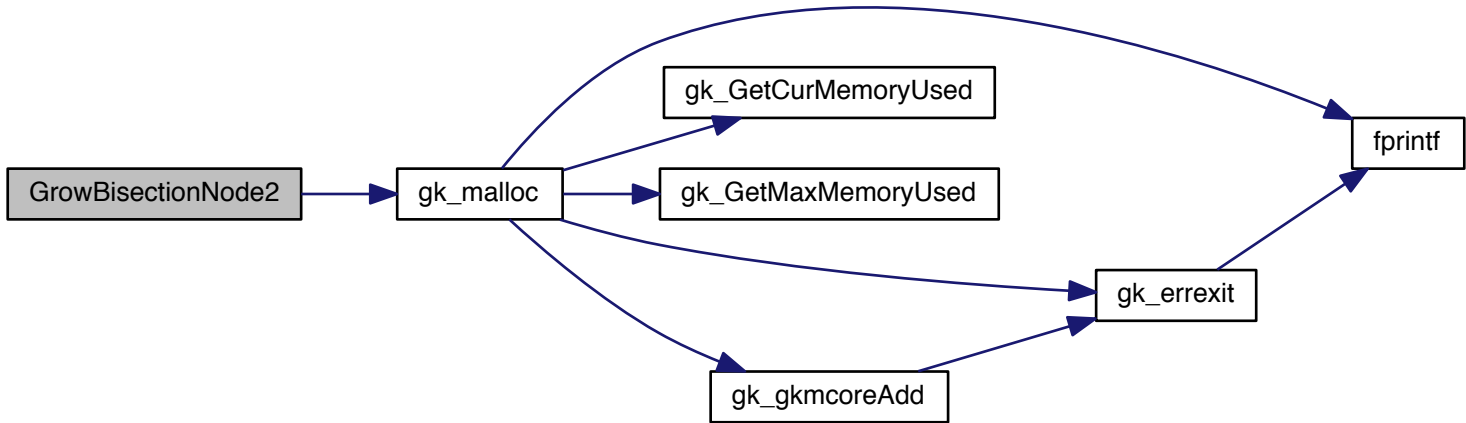 GrowBisectionNode2
gk_malloc
gk_GetCurMemoryUsed
gk_GetMaxMemoryUsed
gk_gkmcoreAdd
gk_errexit
fprintf